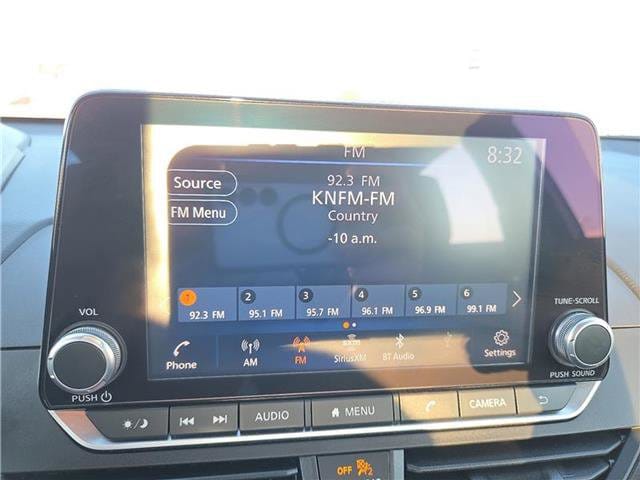 FM
8:32
Source
92.3 FM
KNFM-FM
FM Menu
Country
-10 a.m.
1 2 3 4 5 6
92.3 FM 95.1 FM 95.7 FM 96.1 FM 96.9 FM 99.1 FM
VOL
TUNE·SCROLL
Phone AM FM SiriusXM BT Audio Settings
PUSH
PUSH SOUND
AUDIO MENU CAMERA
OFF